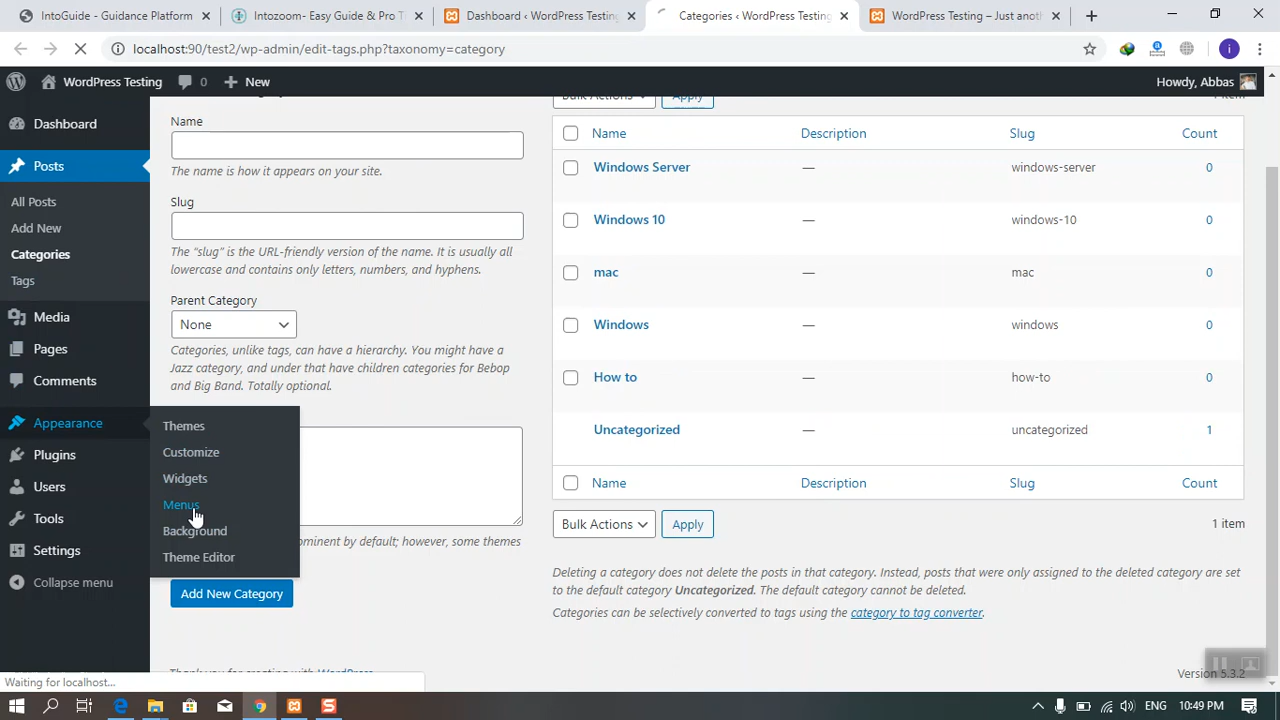 IntoGuide - Guidance Platform
Intozoom- Easy Guide & Pro T
Dashboard ‹ WordPress Testing
Categories ‹ WordPress Testing
WordPress Testing – Just anot
localhost:90/test2/wp-admin/edit-tags.php?taxonomy=category
i
WordPress Testing
0
New
Howdy, Abbas
Dashboard
Posts
All Posts
Add New
Categories
Tags
Media
Pages
Comments
Appearance
Plugins
Users
Tools
Settings
Collapse menu
Themes
Customize
Widgets
Menus
Background
Theme Editor
Name
The name is how it appears on your site.
Slug
The “slug” is the URL-friendly version of the name. It is usually all
lowercase and contains only letters, numbers, and hyphens.
Parent Category
None
Categories, unlike tags, can have a hierarchy. You might have a
Jazz category, and under that have children categories for Bebop
and Big Band. Totally optional.
ominent by default; however, some themes
Add New Category
Thank you for creating with WordPress.
Bulk Actions
Apply
1 item
Name Description Slug Count
Windows Server — windows-server 0
Windows 10 — windows-10 0
mac — mac 0
Windows — windows 0
How to — how-to 0
Uncategorized — uncategorized 1
Name Description Slug Count
Bulk Actions
Apply
1 item
Deleting a category does not delete the posts in that category. Instead, posts that were only assigned to the deleted category are set
to the default category Uncategorized. The default category cannot be deleted.
Categories can be selectively converted to tags using the category to tag converter.
Version 5.3.2
Waiting for localhost...
ENG
10:49 PM